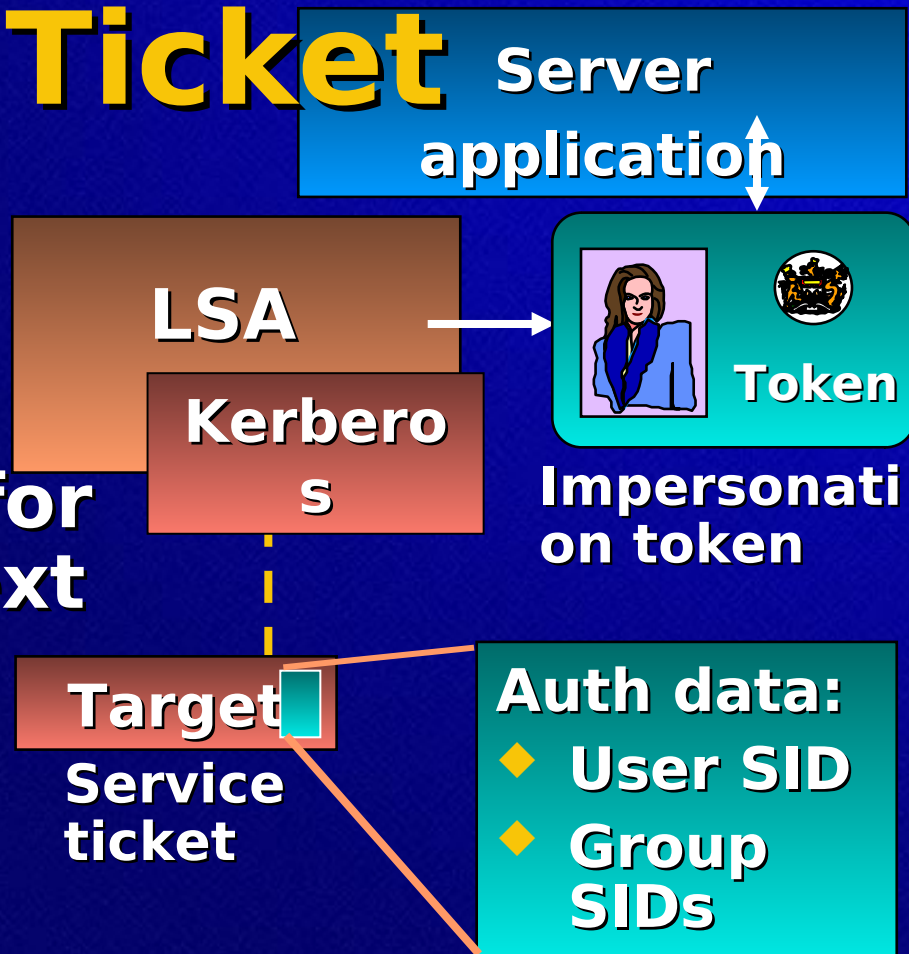 Ticket
Server
application
LSA
Token
Kerbero
s
Impersonati
on token
for
xt
Target
Service
ticket
Auth data:
User SID
Group
SIDs